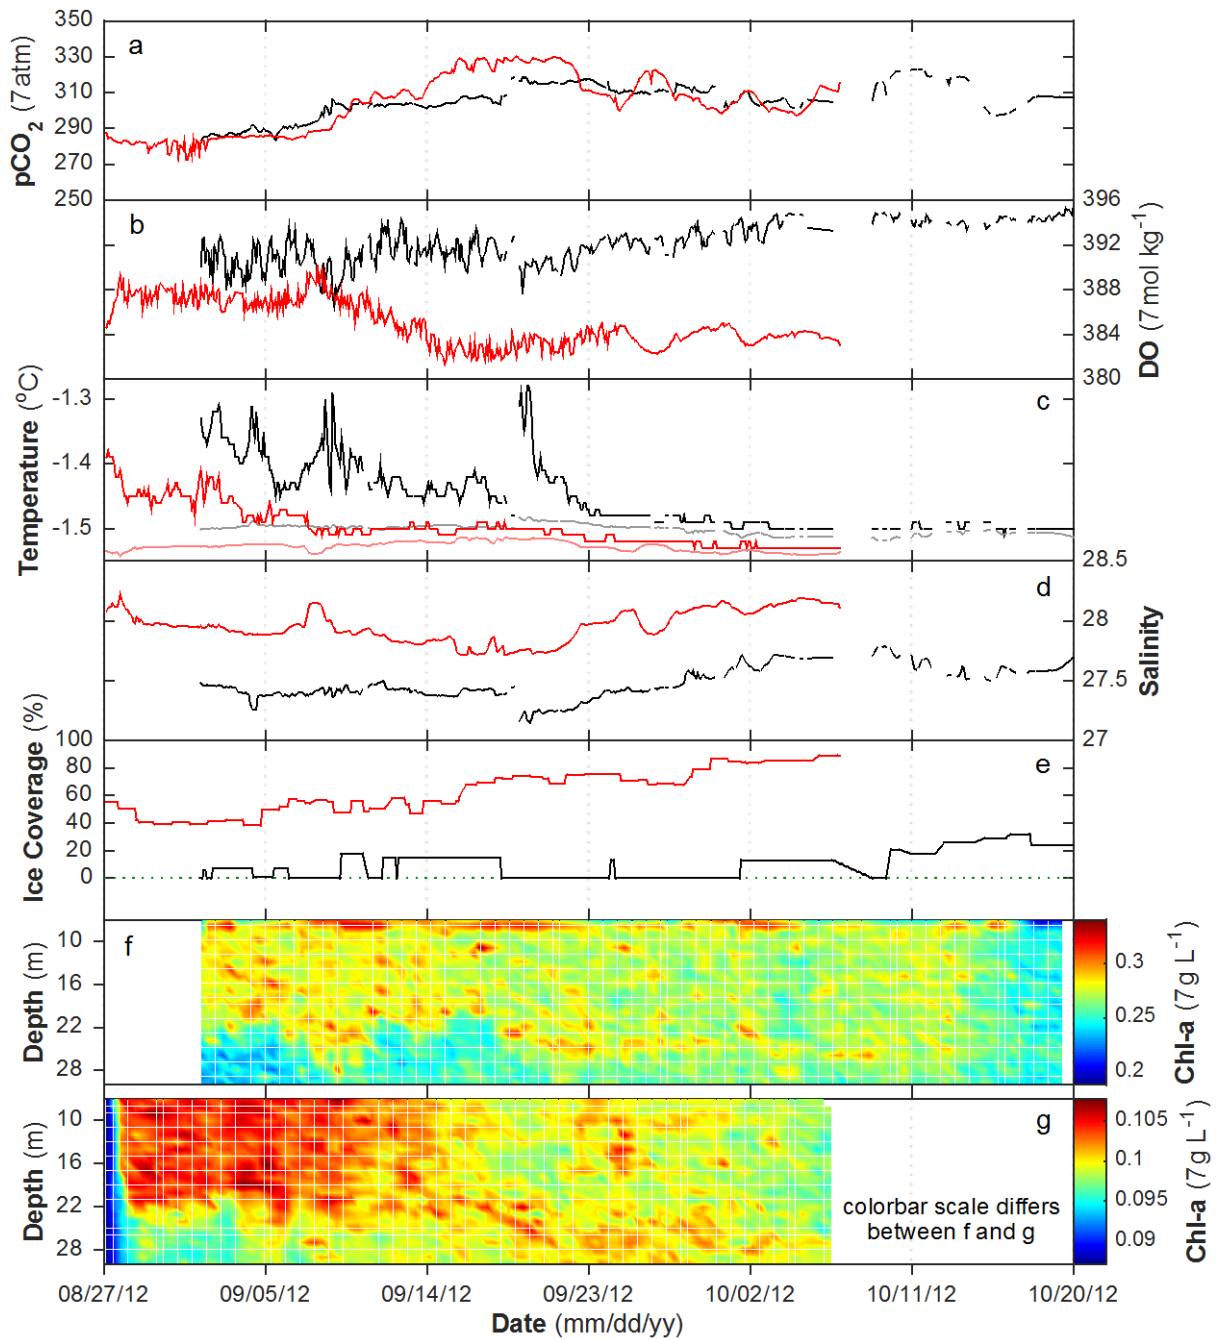 350
330
310
290
270
250
pCO2 (7atm)
a
396
392
388
384
380
DO (7mol kg-1)
b
-1.3
-1.4
-1.5
Temperature (oC)
c
28.5
28
27.5
27
Salinity
d
100
80
60
40
20
0
Ice Coverage (%)
e
10
16
22
28
Depth (m)
f
0.3
0.25
0.2
Chl-a (7g L-1)
10
16
22
28
Depth (m)
g
colorbar scale differs
between f and g
0.105
0.1
0.095
0.09
Chl-a (7g L-1)
08/27/12 09/05/12 09/14/12 09/23/12 10/02/12 10/11/12 10/20/12
Date (mm/dd/yy)